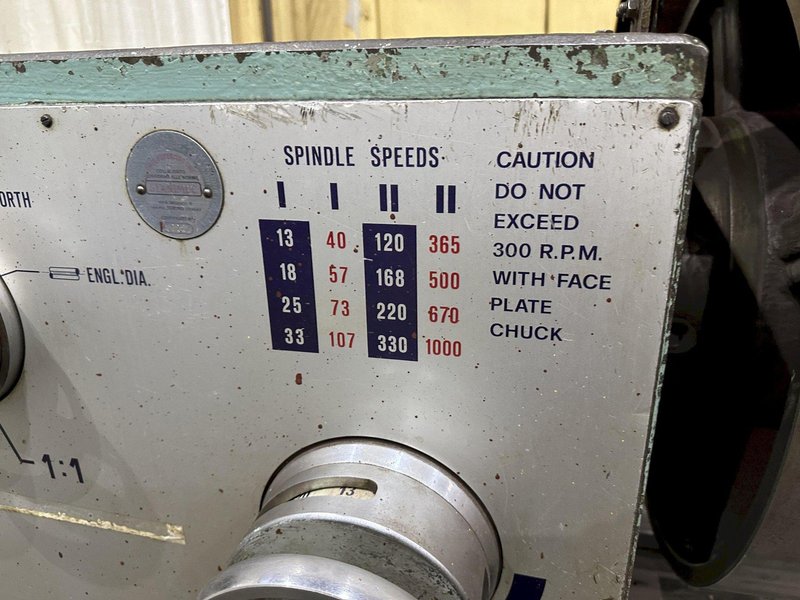 ORTH
ENGL. DIA.
1:1
SPINDLE SPEEDS
I I II II
13 40 120 365
18 57 168 500
25 73 220 670
33 107 330 1000
CAUTION
DO NOT
EXCEED
300 R.P.M.
WITH FACE
PLATE
CHUCK
13